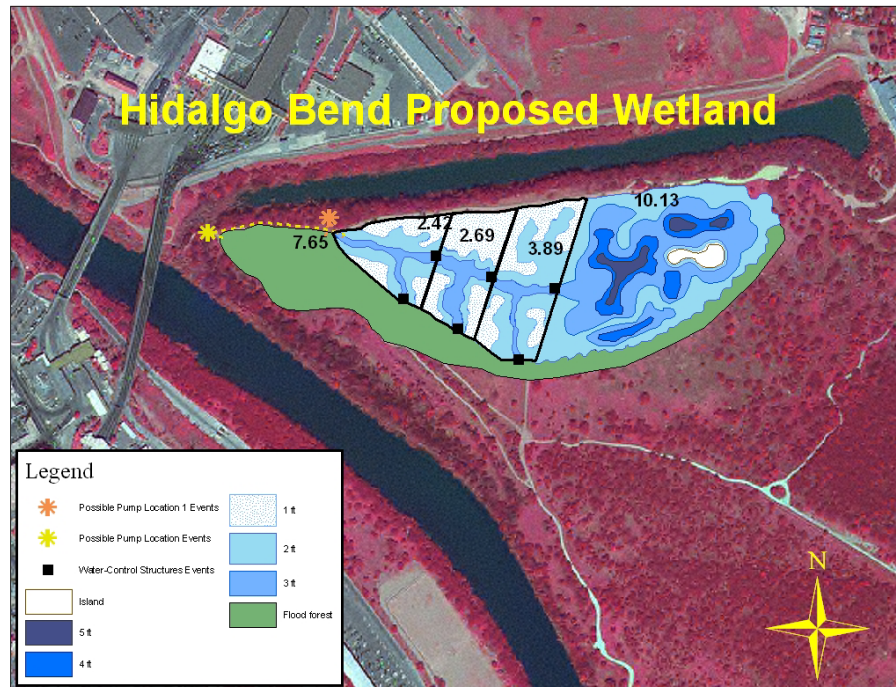 Hidalgo Bend Proposed Wetland
10.13
2.42
2.69
3.89
7.65
Legend
Possible Pump Location 1 Events
Possible Pump Location Events
Water-Control Structures Events
Island
5 ft
4 ft
1 ft
2 ft
3 ft
Flood forest
N